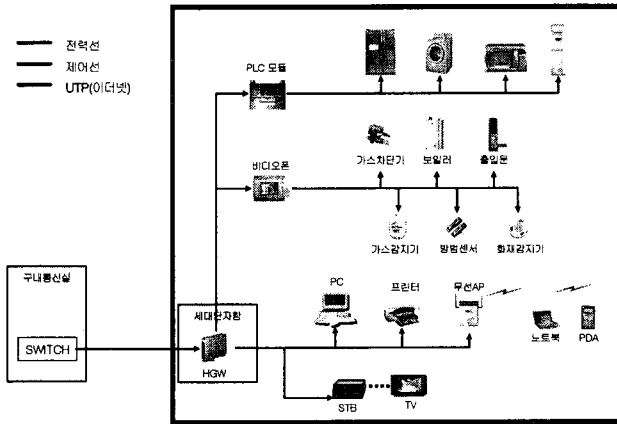 전력선
제어선
UTP(이더넷)
PLC 모듈
비디오폰
가스차단기
보일러
출입문
가스감지기
방범센서
화재감지기
구내통신실
SWITCH
세대단자함
HGW
PC
프린터
무선AP
노트북
PDA
STB
TV